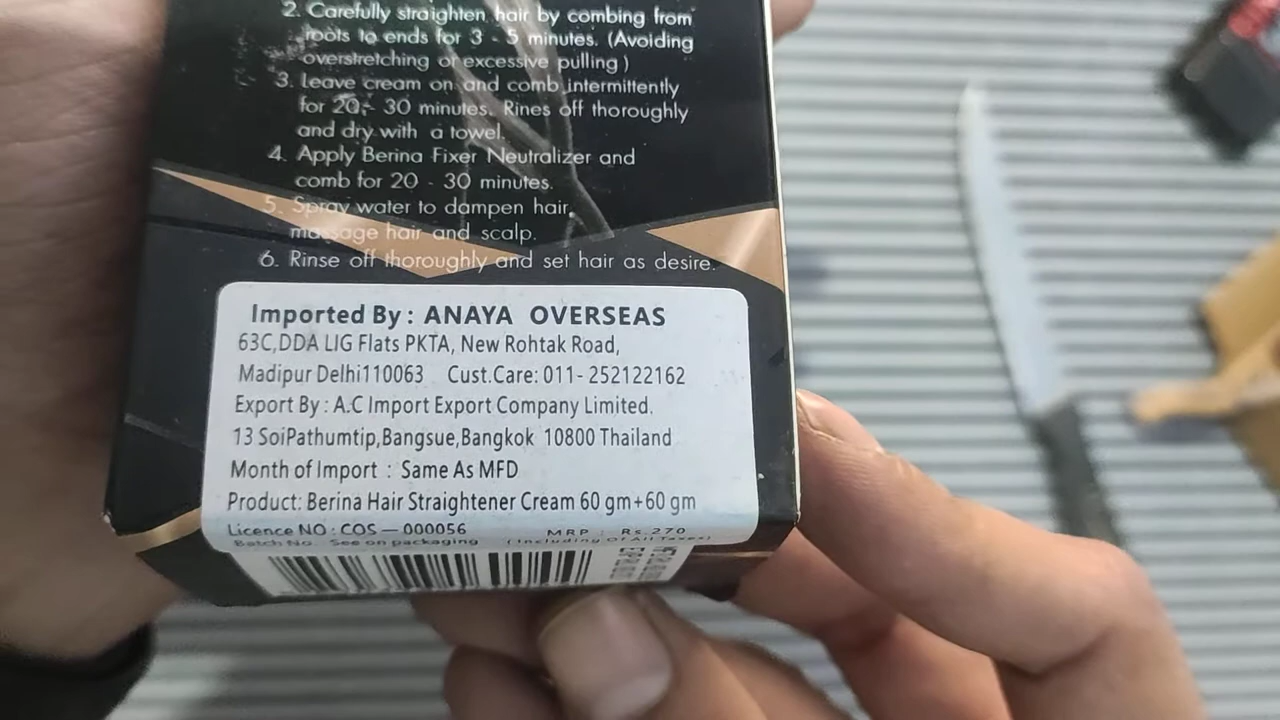 2. Carefully straighten hair by combing from
roots to ends for 3 - 5 minutes. (Avoiding
overstretching or excessive pulling )
3. Leave cream on and comb intermittently
for 20 - 30 minutes. Rines off thoroughly
and dry with a towel.
4. Apply Berina Fixer Neutralizer and
comb for 20 - 30 minutes.
5. Spray water to dampen hair,
massage hair and scalp.
6. Rinse off thoroughly and set hair as desire.
Imported By : ANAYA OVERSEAS
63C,DDA LIG Flats PKTA, New Rohtak Road,
Madipur Delhi110063 Cust.Care: 011- 252122162
Export By : A.C Import Export Company Limited.
13 SoiPathumtip,Bangsue,Bangkok 10800 Thailand
Month of Import : Same As MFD
Product: Berina Hair Straightener Cream 60 gm+60 gm
Licence NO : COS — 000056 MRP : Rs.270
Batch No. See on packaging (Including Of All Taxes)